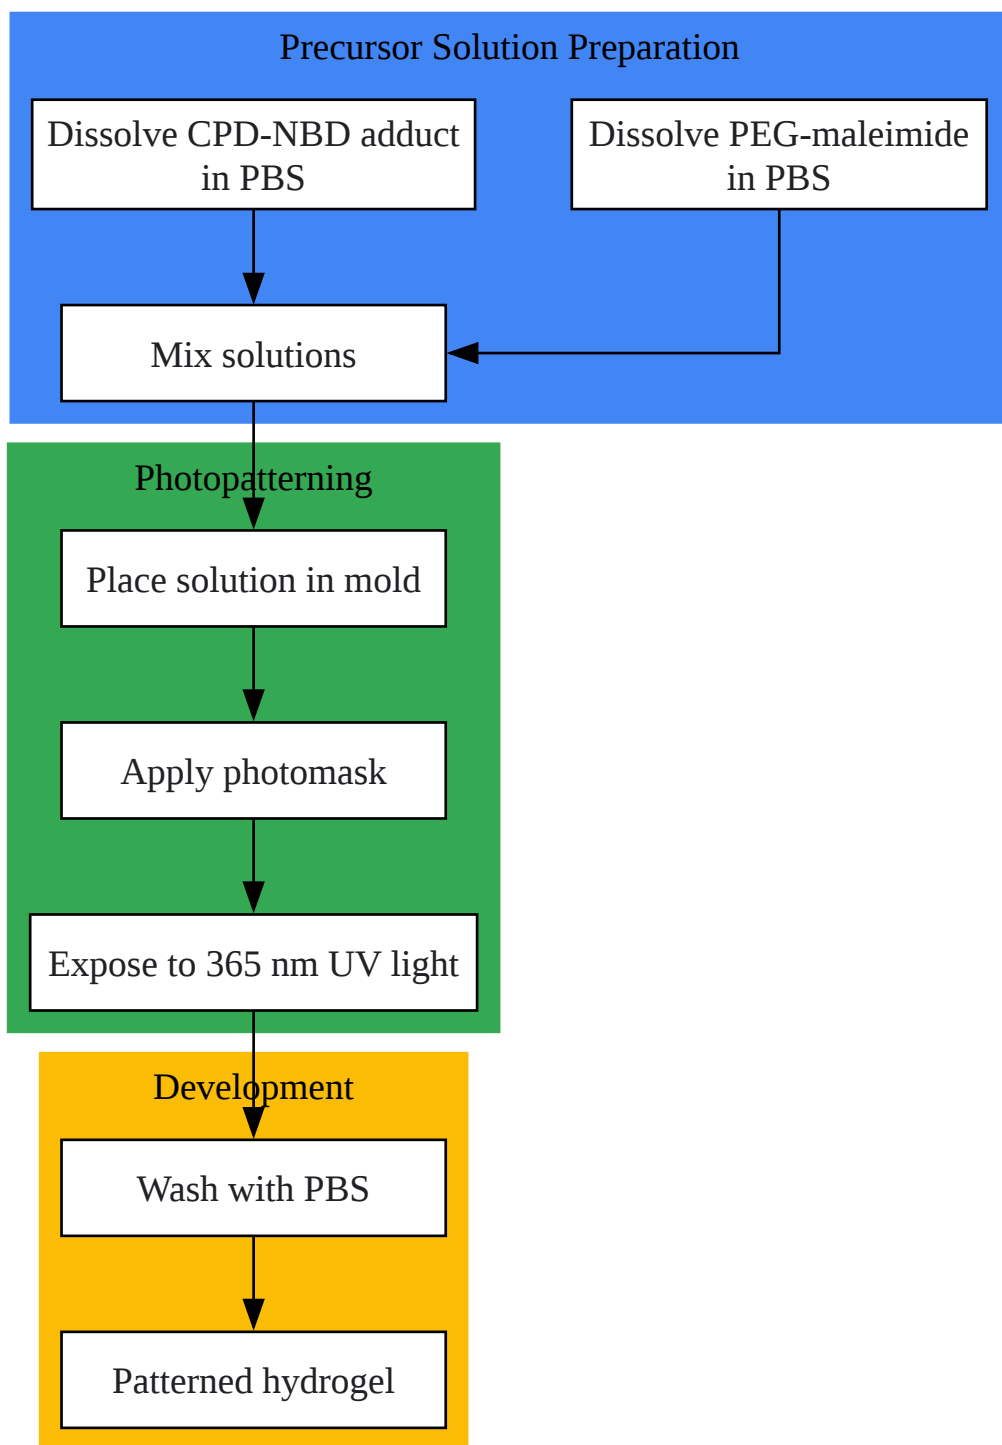 Precursor Solution Preparation
Dissolve CPD-NBD adduct
in PBS
Dissolve PEG-maleimide
in PBS
Mix solutions
Photopatterning
Place solution in mold
Apply photomask
Expose to 365 nm UV light
Development
Wash with PBS
Patterned hydrogel